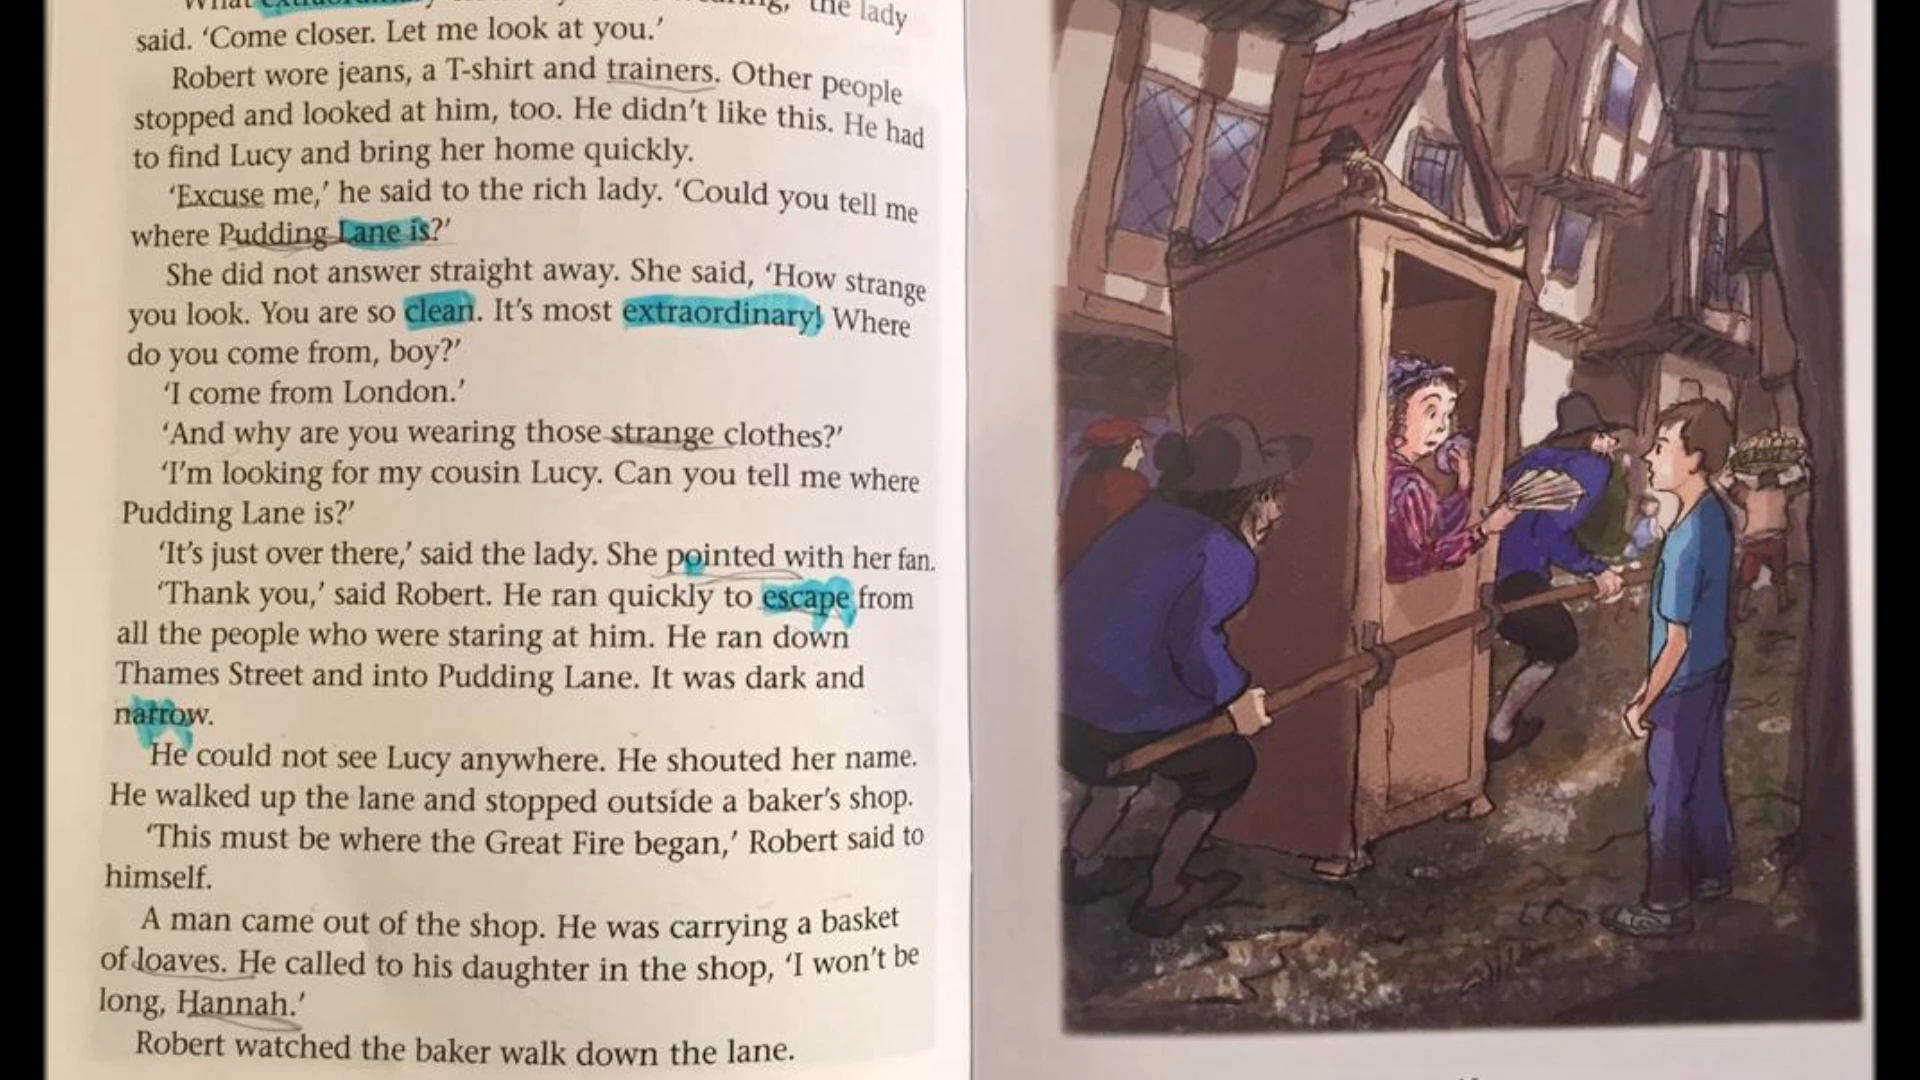 the lady
said. ‘Come closer. Let me look at you.’
Robert wore jeans, a T-shirt and trainers. Other people
stopped and looked at him, too. He didn’t like this. He had
to find Lucy and bring her home quickly.
‘Excuse me,’ he said to the rich lady. ‘Could you tell me
where Pudding Lane is?’
She did not answer straight away. She said, ‘How strange
you look. You are so clean. It’s most extraordinary! Where
do you come from, boy?’
‘I come from London.’
‘And why are you wearing those strange clothes?’
‘I’m looking for my cousin Lucy. Can you tell me where
Pudding Lane is?’
‘It’s just over there,’ said the lady. She pointed with her fan.
‘Thank you,’ said Robert. He ran quickly to escape from
all the people who were staring at him. He ran down
Thames Street and into Pudding Lane. It was dark and
narrow.
He could not see Lucy anywhere. He shouted her name.
He walked up the lane and stopped outside a baker’s shop.
‘This must be where the Great Fire began,’ Robert said to
himself.
A man came out of the shop. He was carrying a basket
of loaves. He called to his daughter in the shop, ‘I won’t be
long, Hannah.’
Robert watched the baker walk down the lane.